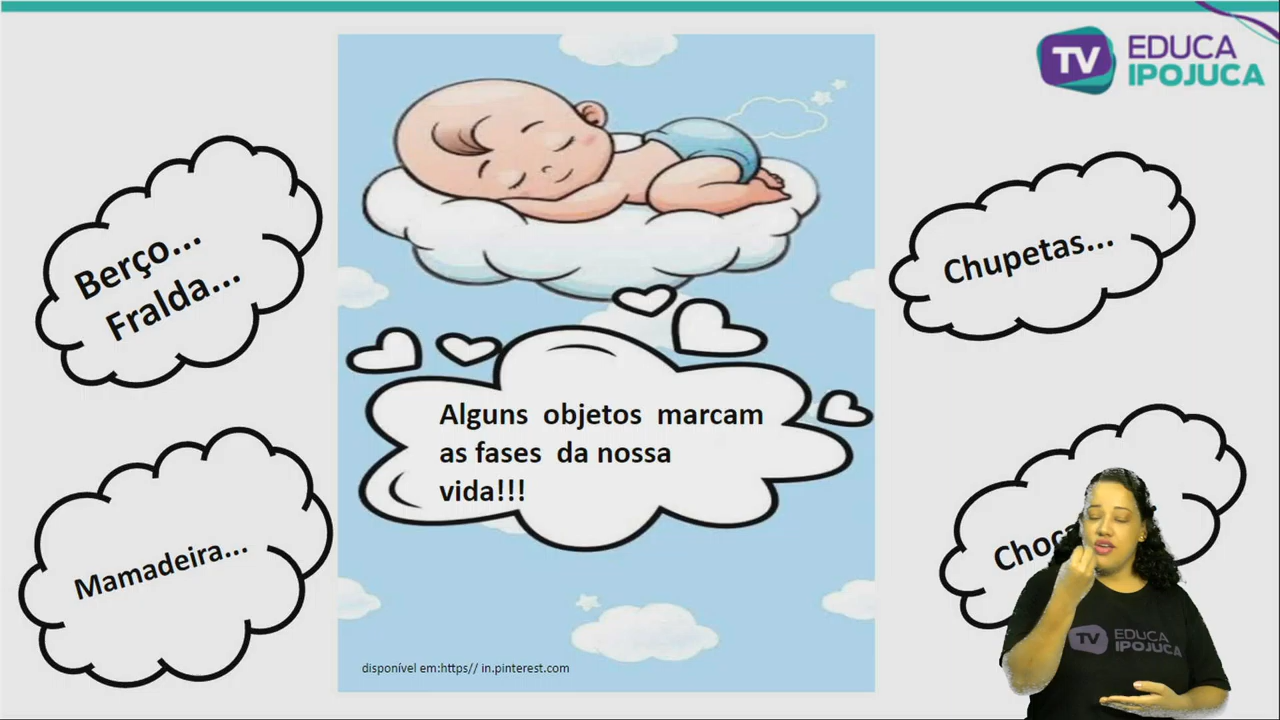 TV EDUCA
IPOJUCA
Berço...
Fralda...
Chupetas...
Alguns objetos marcam
as fases da nossa
vida!!!
Mamadeira...
TV EDUCA
IPOJUCA
disponível em:https// in.pinterest.com